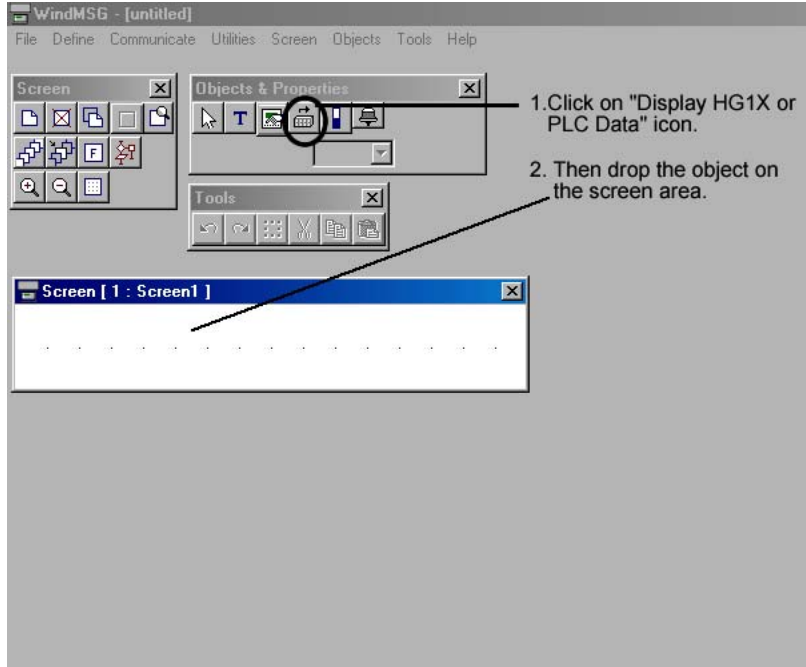 WindMSG - [untitled]
File Define Communicate Utilities Screen Objects Tools Help
Screen
Objects & Properties
T
F
Tools
1.Click on "Display HG1X or
PLC Data" icon.
2. Then drop the object on
the screen area.
Screen [ 1 : Screen1 ]